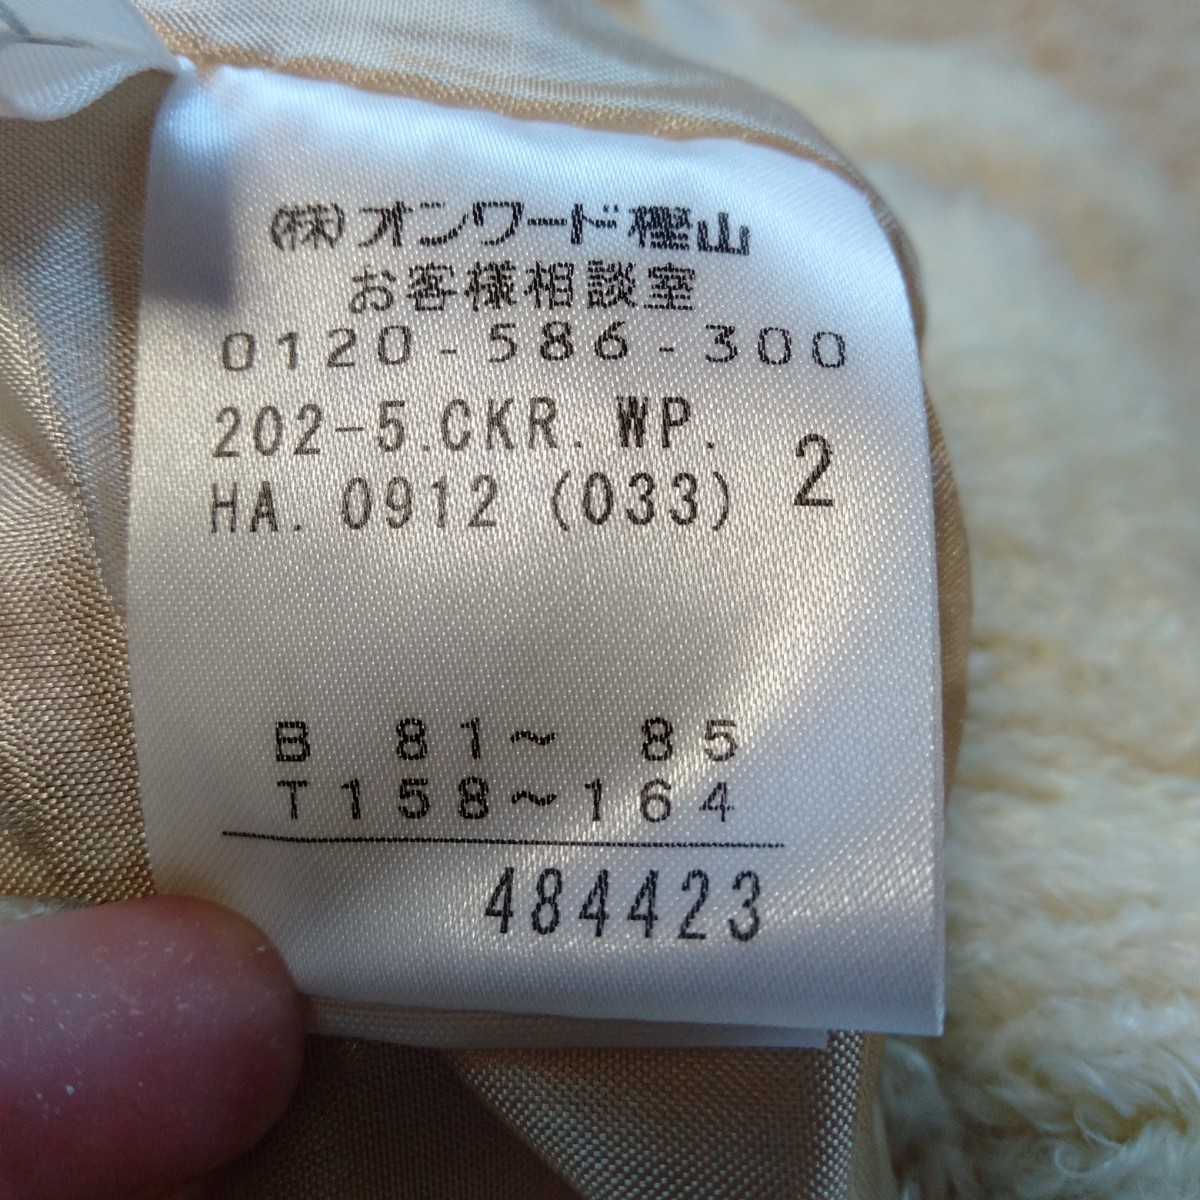 (株)オンワード樫山
お客様相談室
0120-586-300
202-5.CKR.WP.
HA.0912 (033) 2
B 81～ 85
T158～164
484423